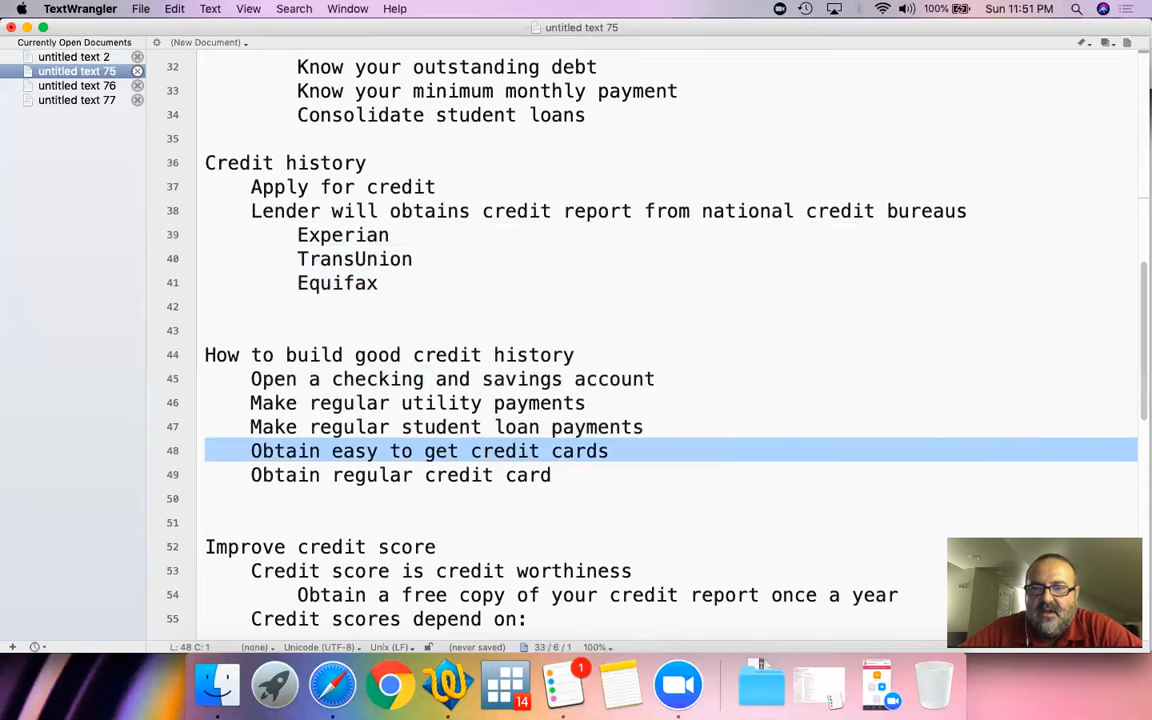 TextWrangler File Edit Text View Search Window Help 100% Sun 11:51 PM
untitled text 75
Currently Open Documents (New Document)
untitled text 2
untitled text 75
untitled text 76
untitled text 77
32 Know your outstanding debt
33 Know your minimum monthly payment
34 Consolidate student loans
35
36 Credit history
37 Apply for credit
38 Lender will obtains credit report from national credit bureaus
39 Experian
40 TransUnion
41 Equifax
42
43
44 How to build good credit history
45 Open a checking and savings account
46 Make regular utility payments
47 Make regular student loan payments
48 Obtain easy to get credit cards
49 Obtain regular credit card
50
51
52 Improve credit score
53 Credit score is credit worthiness
54 Obtain a free copy of your credit report once a year
55 Credit scores depend on:
L: 48 C: 1 (none) Unicode (UTF-8) Unix (LF) (never saved) 33 / 6 / 1 100%
1
14